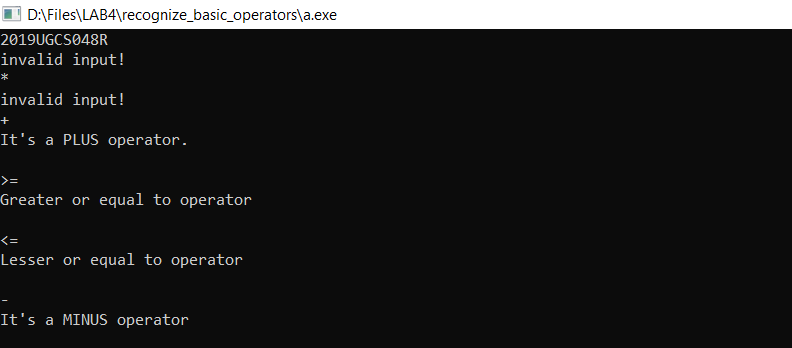 D:\Files\LAB4\recognize_basic_operators\a.exe
2019UGCS048R
invalid input!
*
invalid input!
+
It's a PLUS operator.
>=
Greater or equal to operator
<=
Lesser or equal to operator
-
It's a MINUS operator